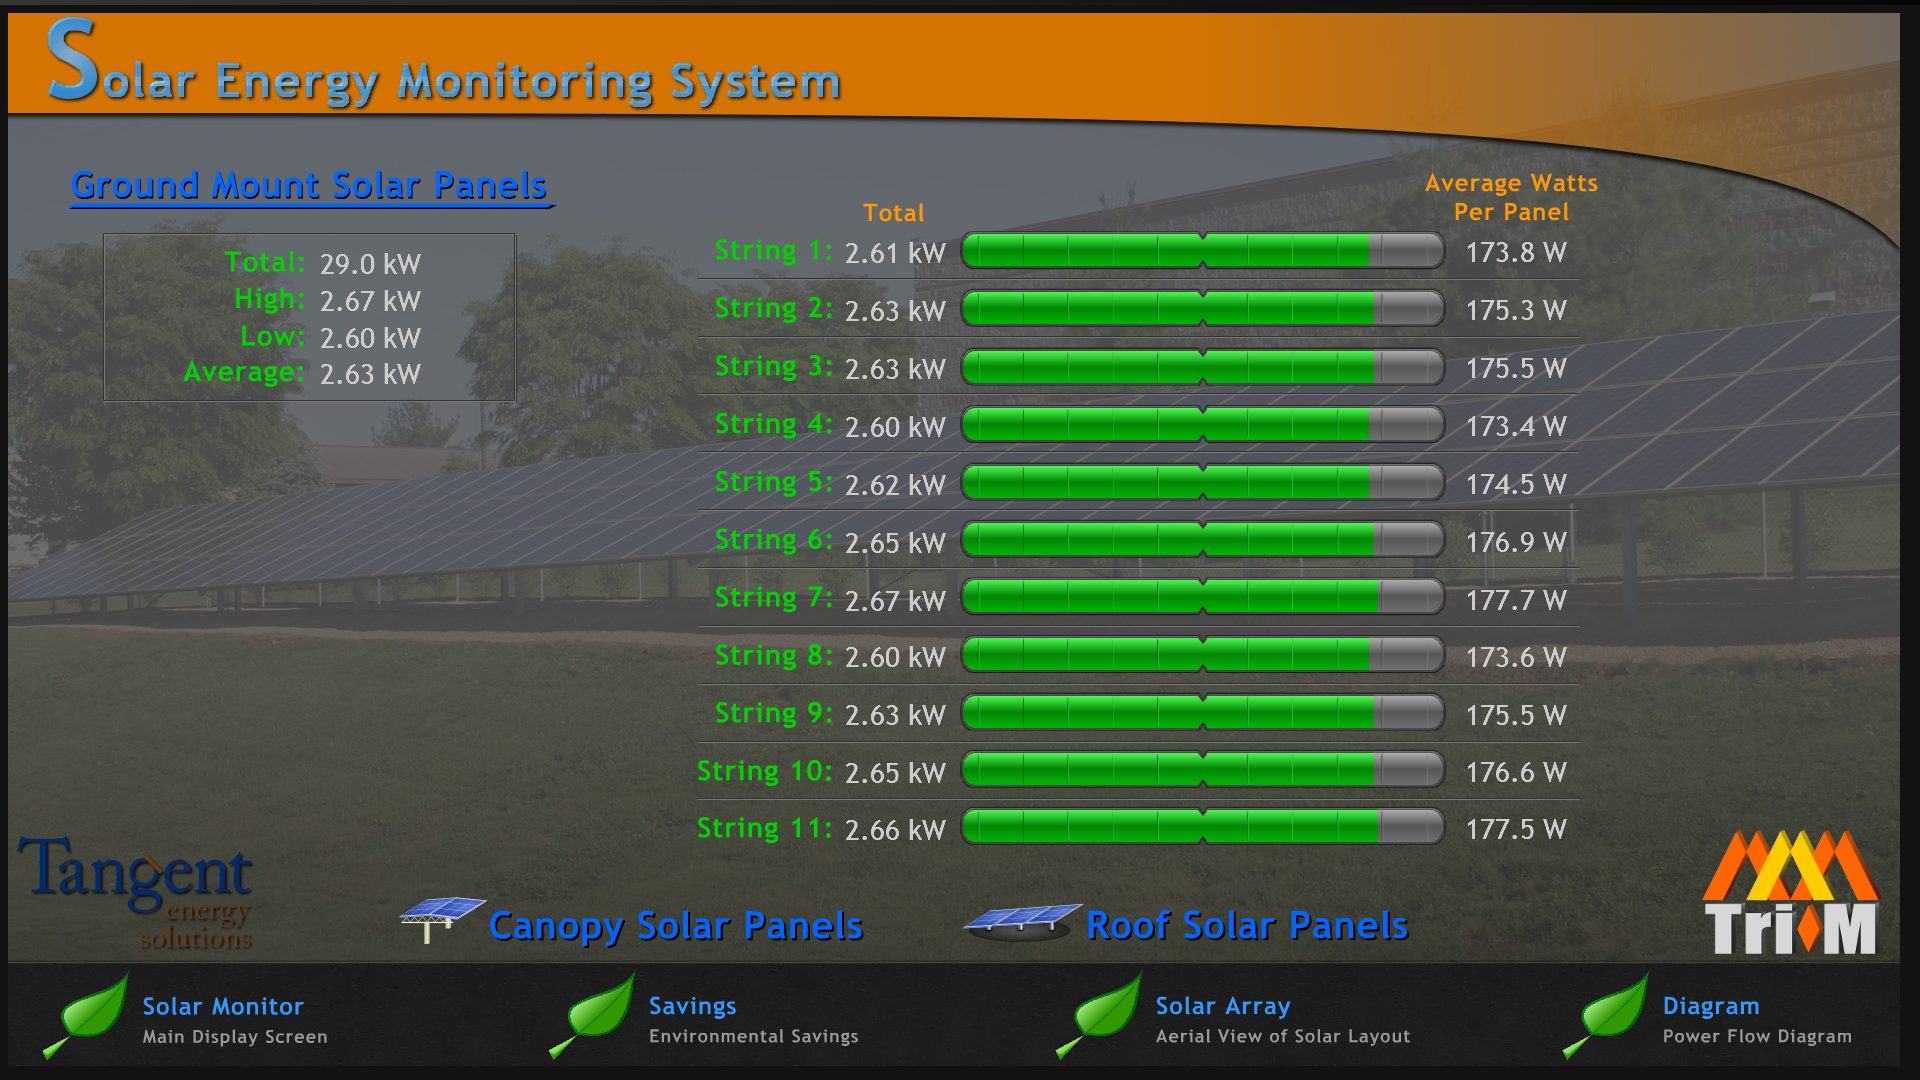 Solar Energy Monitoring System
Ground Mount Solar Panels
Total: 29.0 kW
High: 2.67 kW
Low: 2.60 kW
Average: 2.63 kW
Total
Average Watts
Per Panel
String 1: 2.61 kW 173.8 W
String 2: 2.63 kW 175.3 W
String 3: 2.63 kW 175.5 W
String 4: 2.60 kW 173.4 W
String 5: 2.62 kW 174.5 W
String 6: 2.65 kW 176.9 W
String 7: 2.67 kW 177.7 W
String 8: 2.60 kW 173.6 W
String 9: 2.63 kW 175.5 W
String 10: 2.65 kW 176.6 W
String 11: 2.66 kW 177.5 W
Tangent
energy
solutions
Canopy Solar Panels
Roof Solar Panels
Tri M
Solar Monitor
Main Display Screen
Savings
Environmental Savings
Solar Array
Aerial View of Solar Layout
Diagram
Power Flow Diagram